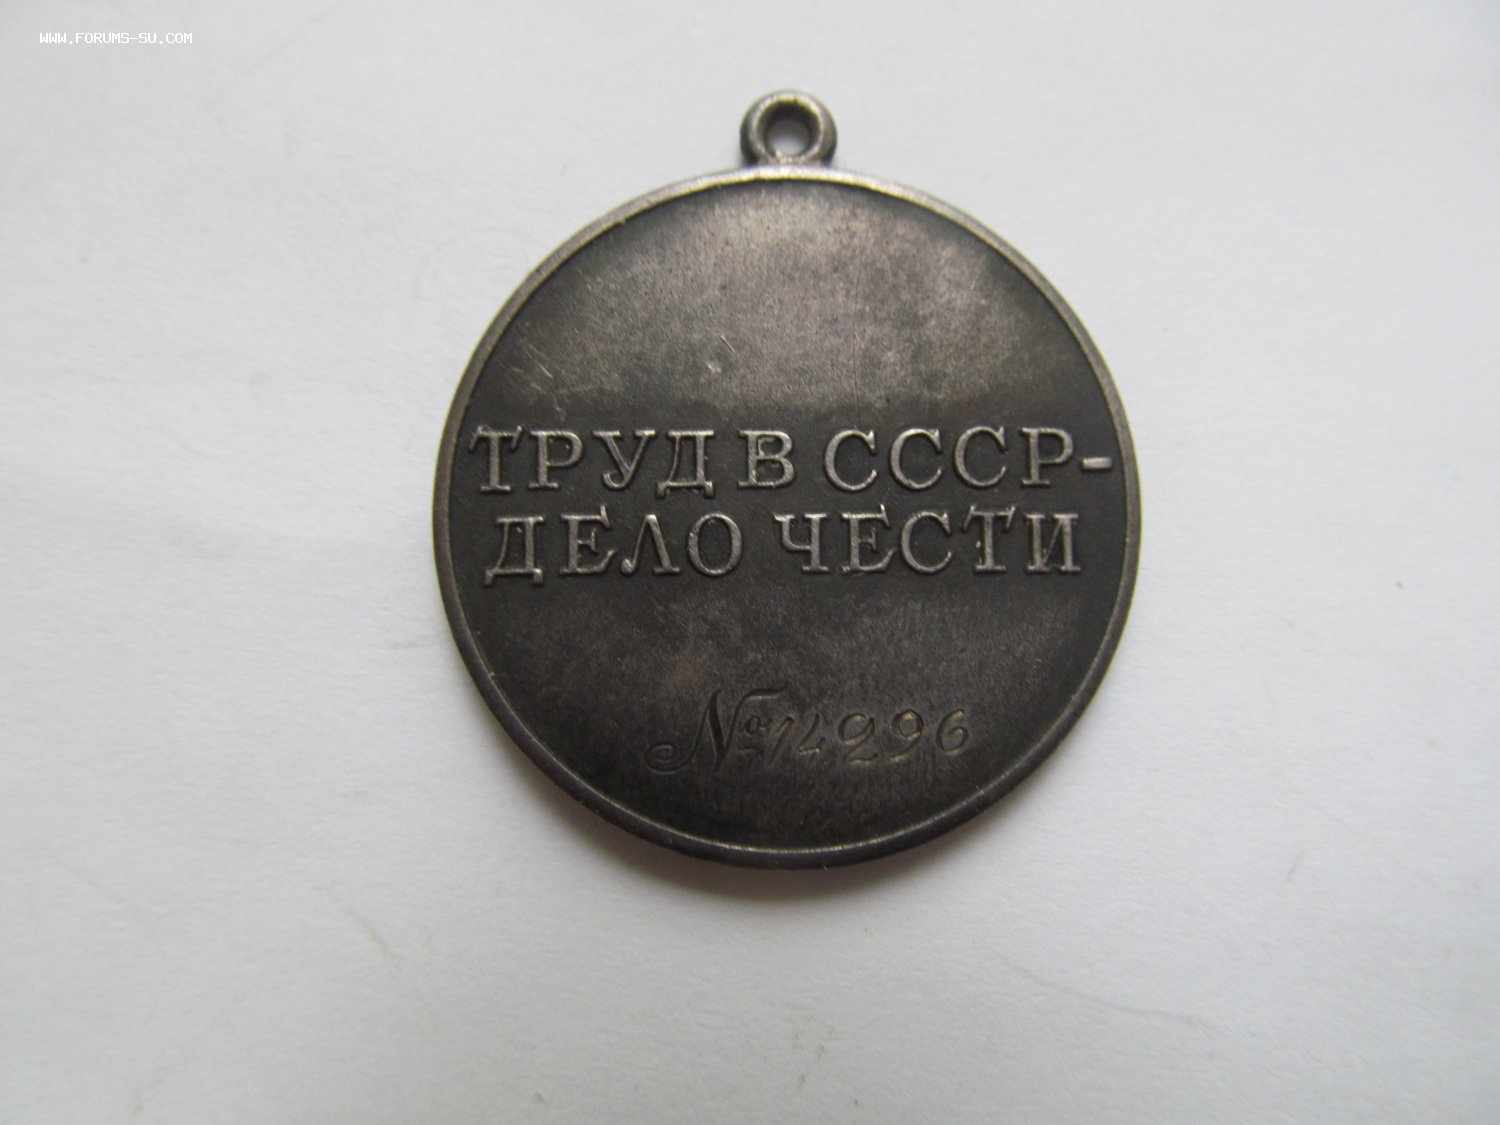 WWW.FORUMS-SU.COM
ТРУД В СССР-
ДЕЛО ЧЕСТИ
№14296